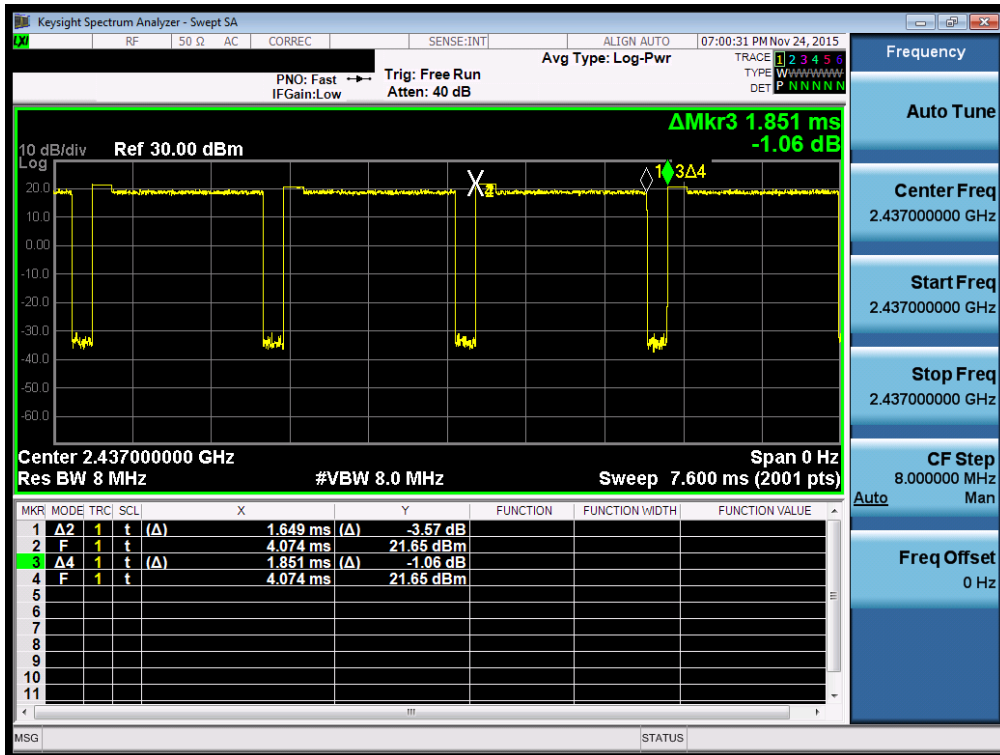 Keysight Spectrum Analyzer - Swept SA
LXI RF 50 Ω AC CORREC SENSE:INT ALIGN AUTO 07:00:31 PM Nov 24, 2015
Avg Type: Log-Pwr TRACE 1 2 3 4 5 6
PNO: Fast Trig: Free Run TYPE W
IFGain:Low Atten: 40 dB DET P N N N N N
ΔMkr3 1.851 ms
-1.06 dB
10 dB/div Ref 30.00 dBm
Log
1 3Δ4
20.0
2
10.0
0.00
-10.0
-20.0
-30.0
-40.0
-50.0
-60.0
Center 2.437000000 GHz Span 0 Hz
Res BW 8 MHz #VBW 8.0 MHz Sweep 7.600 ms (2001 pts)
MKR MODE TRC SCL X Y FUNCTION FUNCTION WIDTH FUNCTION VALUE
1 Δ2 1 t (Δ) 1.649 ms (Δ) -3.57 dB
2 F 1 t 4.074 ms 21.65 dBm
3 Δ4 1 t (Δ) 1.851 ms (Δ) -1.06 dB
4 F 1 t 4.074 ms 21.65 dBm
5
6
7
8
9
10
11
MSG STATUS
Frequency
Auto Tune
Center Freq
2.437000000 GHz
Start Freq
2.437000000 GHz
Stop Freq
2.437000000 GHz
CF Step
8.000000 MHz
Auto Man
Freq Offset
0 Hz